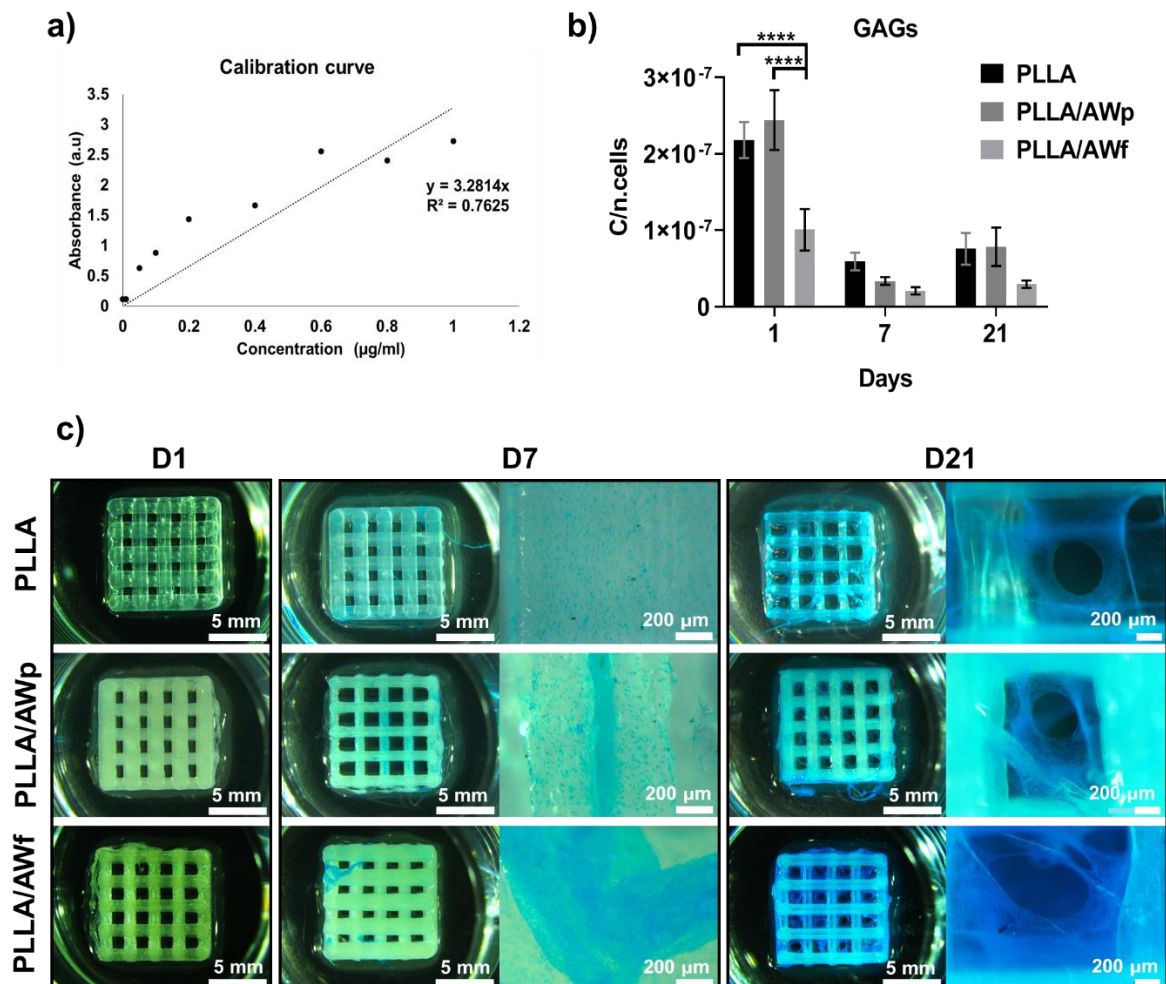 a)
Calibration curve
3.5
3
2.5
2
1.5
1
0.5
0
Absorbance (a.u)
y = 3.2814x
R² = 0.7625
0 0.2 0.4 0.6 0.8 1 1.2
Concentration (µg/ml)
b)
GAGs
****
****
3×10⁻⁷
2×10⁻⁷
1×10⁻⁷
0
C/n.cells
PLLA
PLLA/AWp
PLLA/AWf
1 7 21
Days
c)
D1 D7 D21
PLLA
5 mm 5 mm 200 µm 5 mm 200 µm
PLLA/AWp
5 mm 5 mm 200 µm 5 mm 200 µm
PLLA/AWf
5 mm 5 mm 200 µm 5 mm 200 µm